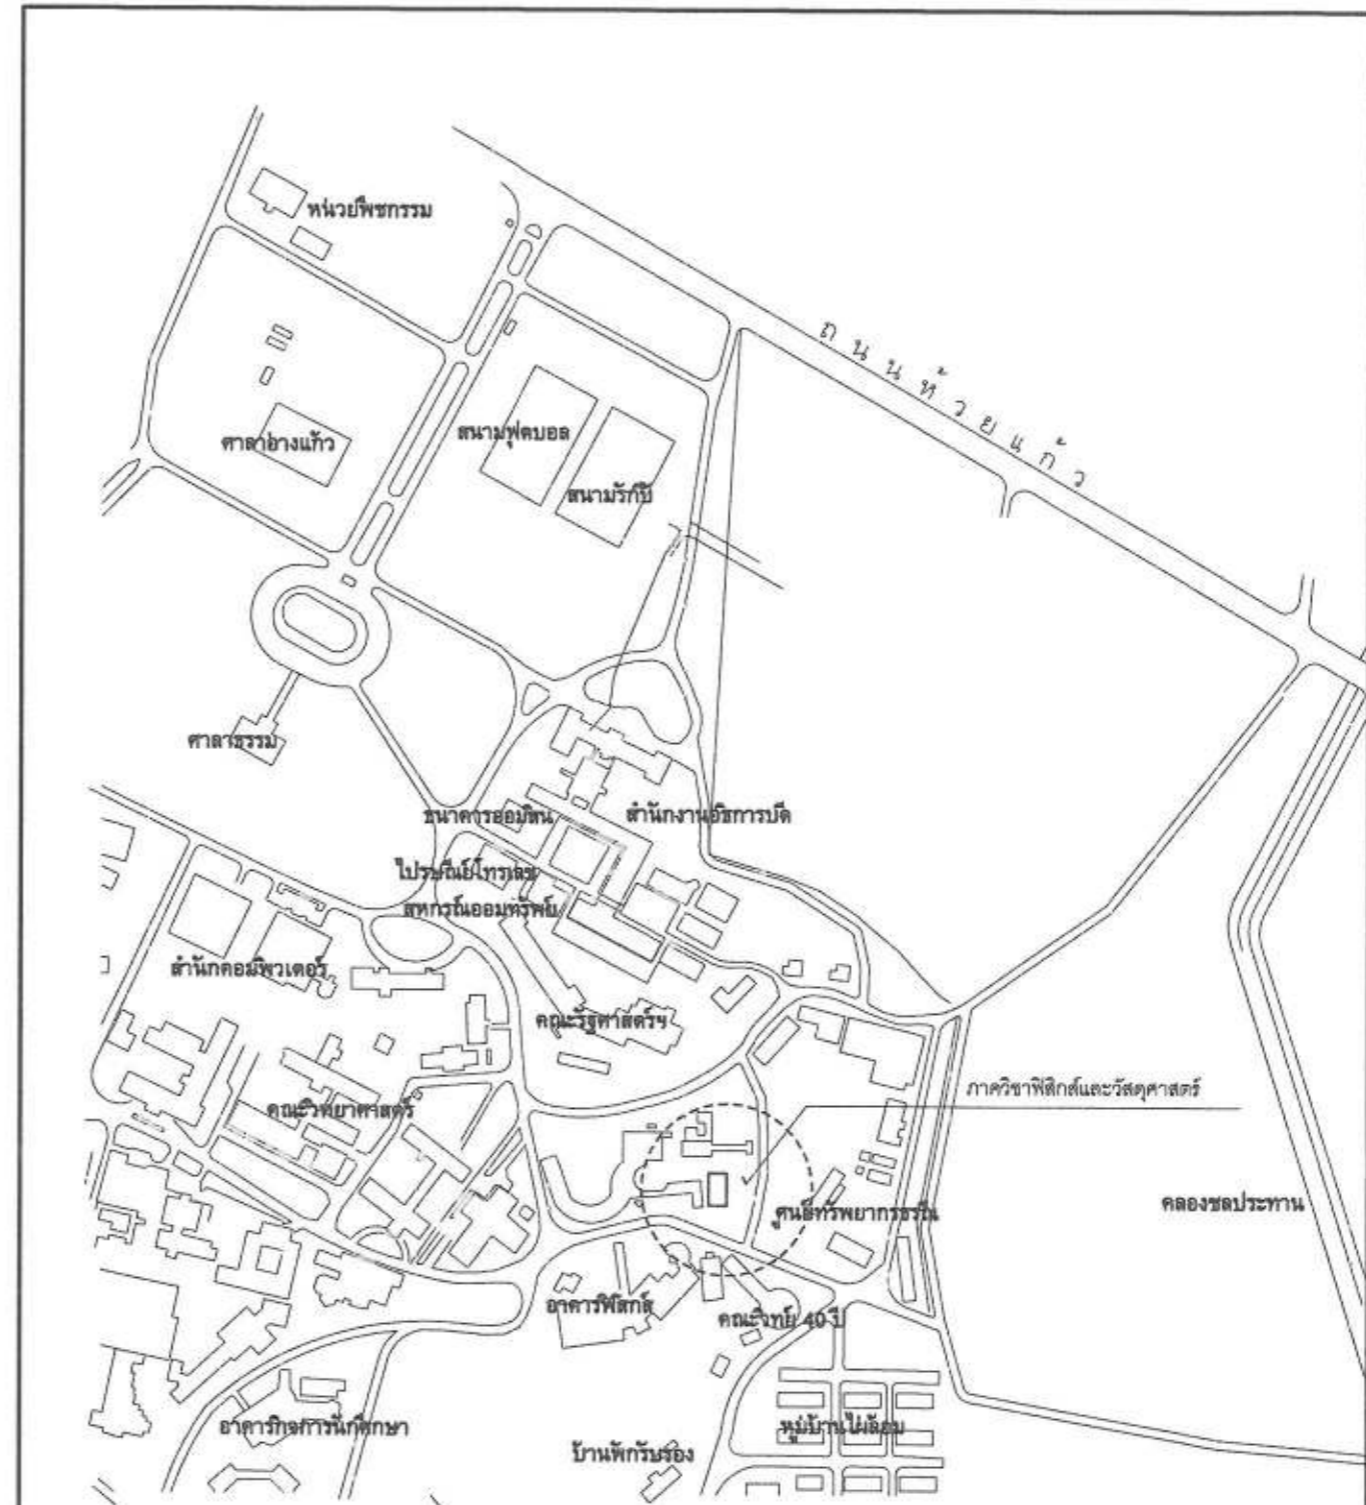 หน่วยพืชกรรม
ถนนห้วยแก้ว
ศาลาอ่างแก้ว
สนามฟุตบอล
สนามรักบี้
ศาลาธรรม
ธนาคารออมสิน
สำนักงานอธิการบดี
ไปรษณีย์โทรเลข
สหกรณ์ออมทรัพย์
สำนักคอมพิวเตอร์
คณะรัฐศาสตร์ฯ
ภาควิชาฟิสิกส์และวัสดุศาสตร์
คณะวิทยาศาสตร์
คลองชลประทาน
ศูนย์ทรัพยากรธรณี
อาคารฟิสิกส์
คณะวิทย์ 40 ปี
อาคารกิจการนักศึกษา
หมู่บ้านไผ่ล้อม
บ้านพักรับรอง